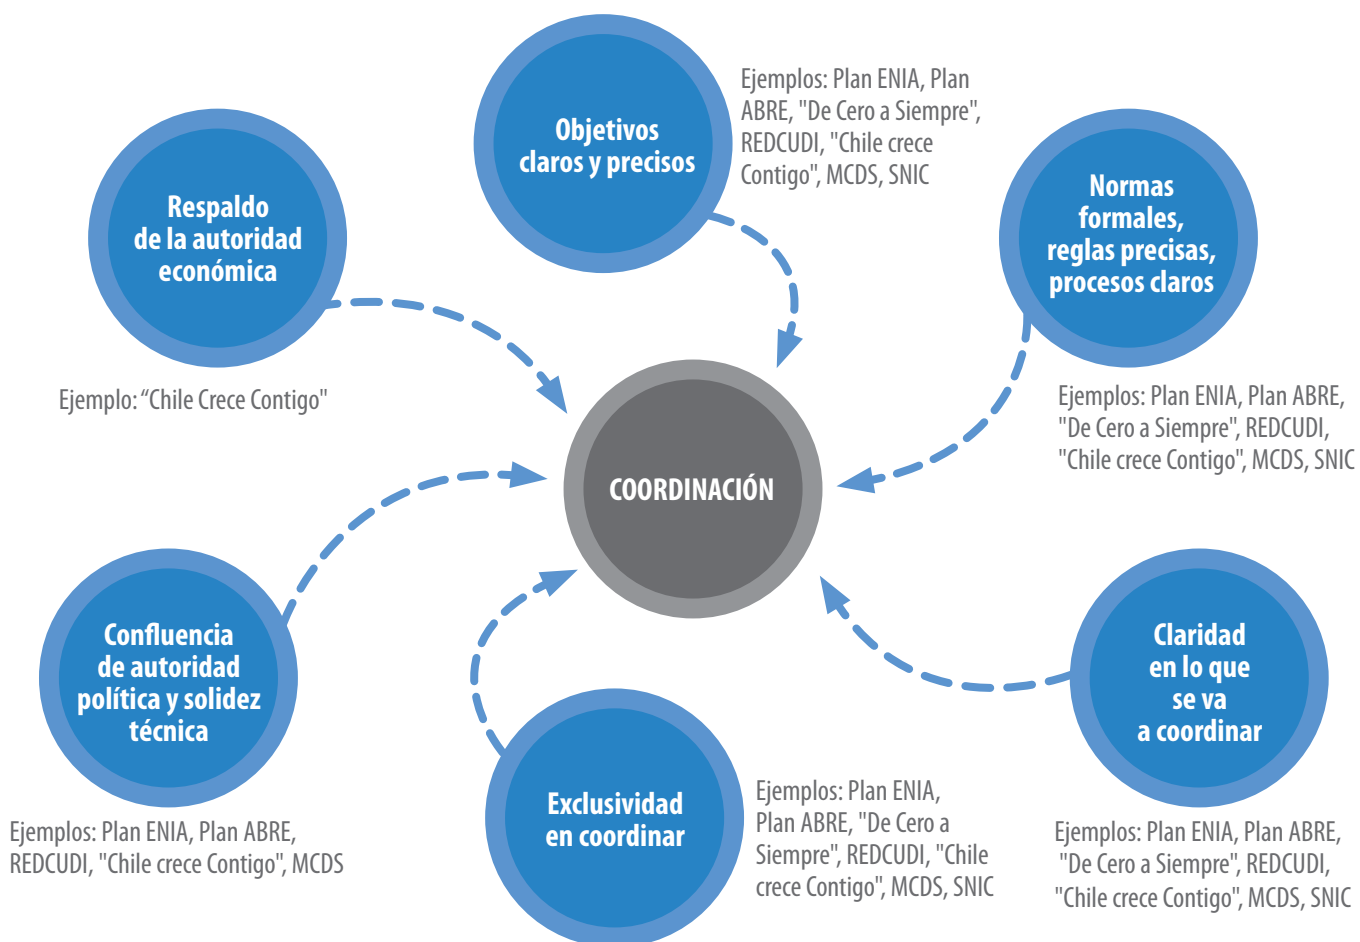 Objetivos
claros y precisos
Ejemplos: Plan ENIA, Plan
ABRE, "De Cero a Siempre",
REDCUDI, "Chile crece
Contigo", MCDS, SNIC
Normas
formales,
reglas precisas,
procesos claros
Ejemplos: Plan ENIA, Plan ABRE,
"De Cero a Siempre", REDCUDI,
"Chile crece Contigo", MCDS, SNIC
Respaldo
de la autoridad
económica
Ejemplo: “Chile Crece Contigo"
COORDINACIÓN
Confluencia
de autoridad
política y solidez
técnica
Ejemplos: Plan ENIA, Plan ABRE,
REDCUDI, "Chile crece Contigo", MCDS
Exclusividad
en coordinar
Ejemplos: Plan ENIA,
Plan ABRE, "De Cero a
Siempre", REDCUDI, "Chile
crece Contigo", MCDS, SNIC
Claridad
en lo que
se va
a coordinar
Ejemplos: Plan ENIA, Plan ABRE,
"De Cero a Siempre", REDCUDI,
"Chile crece Contigo", MCDS, SNIC